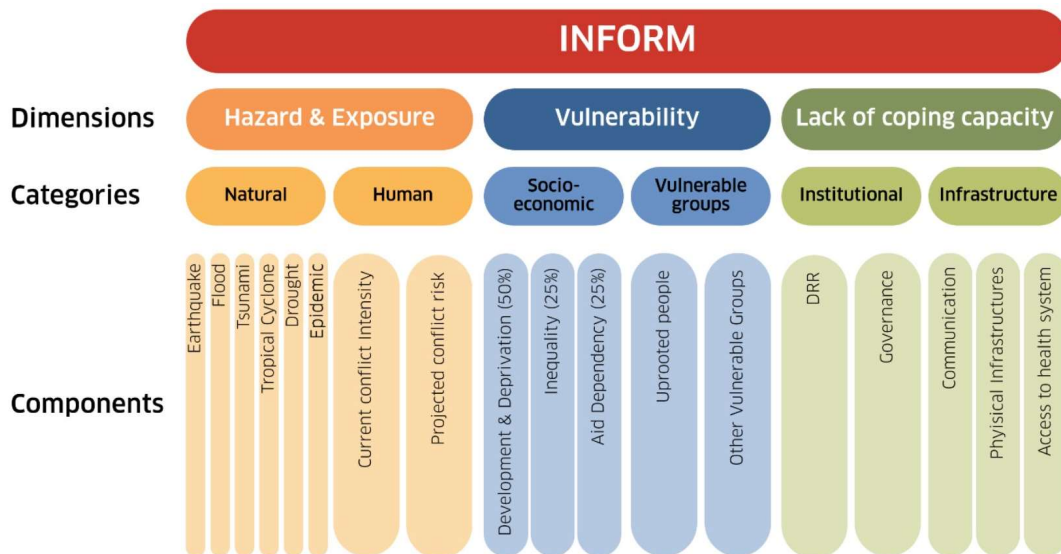 INFORM
Dimensions
Hazard & Exposure
Vulnerability
Lack of coping capacity
Categories
Natural
Human
Socio-
economic
Vulnerable
groups
Institutional
Infrastructure
Components
Earthquake
Flood
Tsunami
Tropical Cyclone
Drought
Epidemic
Current conflict Intensity
Projected conflict risk
Development & Deprivation (50%)
Inequality (25%)
Aid Dependency (25%)
Uprooted people
Other Vulnerable Groups
DRR
Governance
Communication
Phyisical Infrastructures
Access to health system